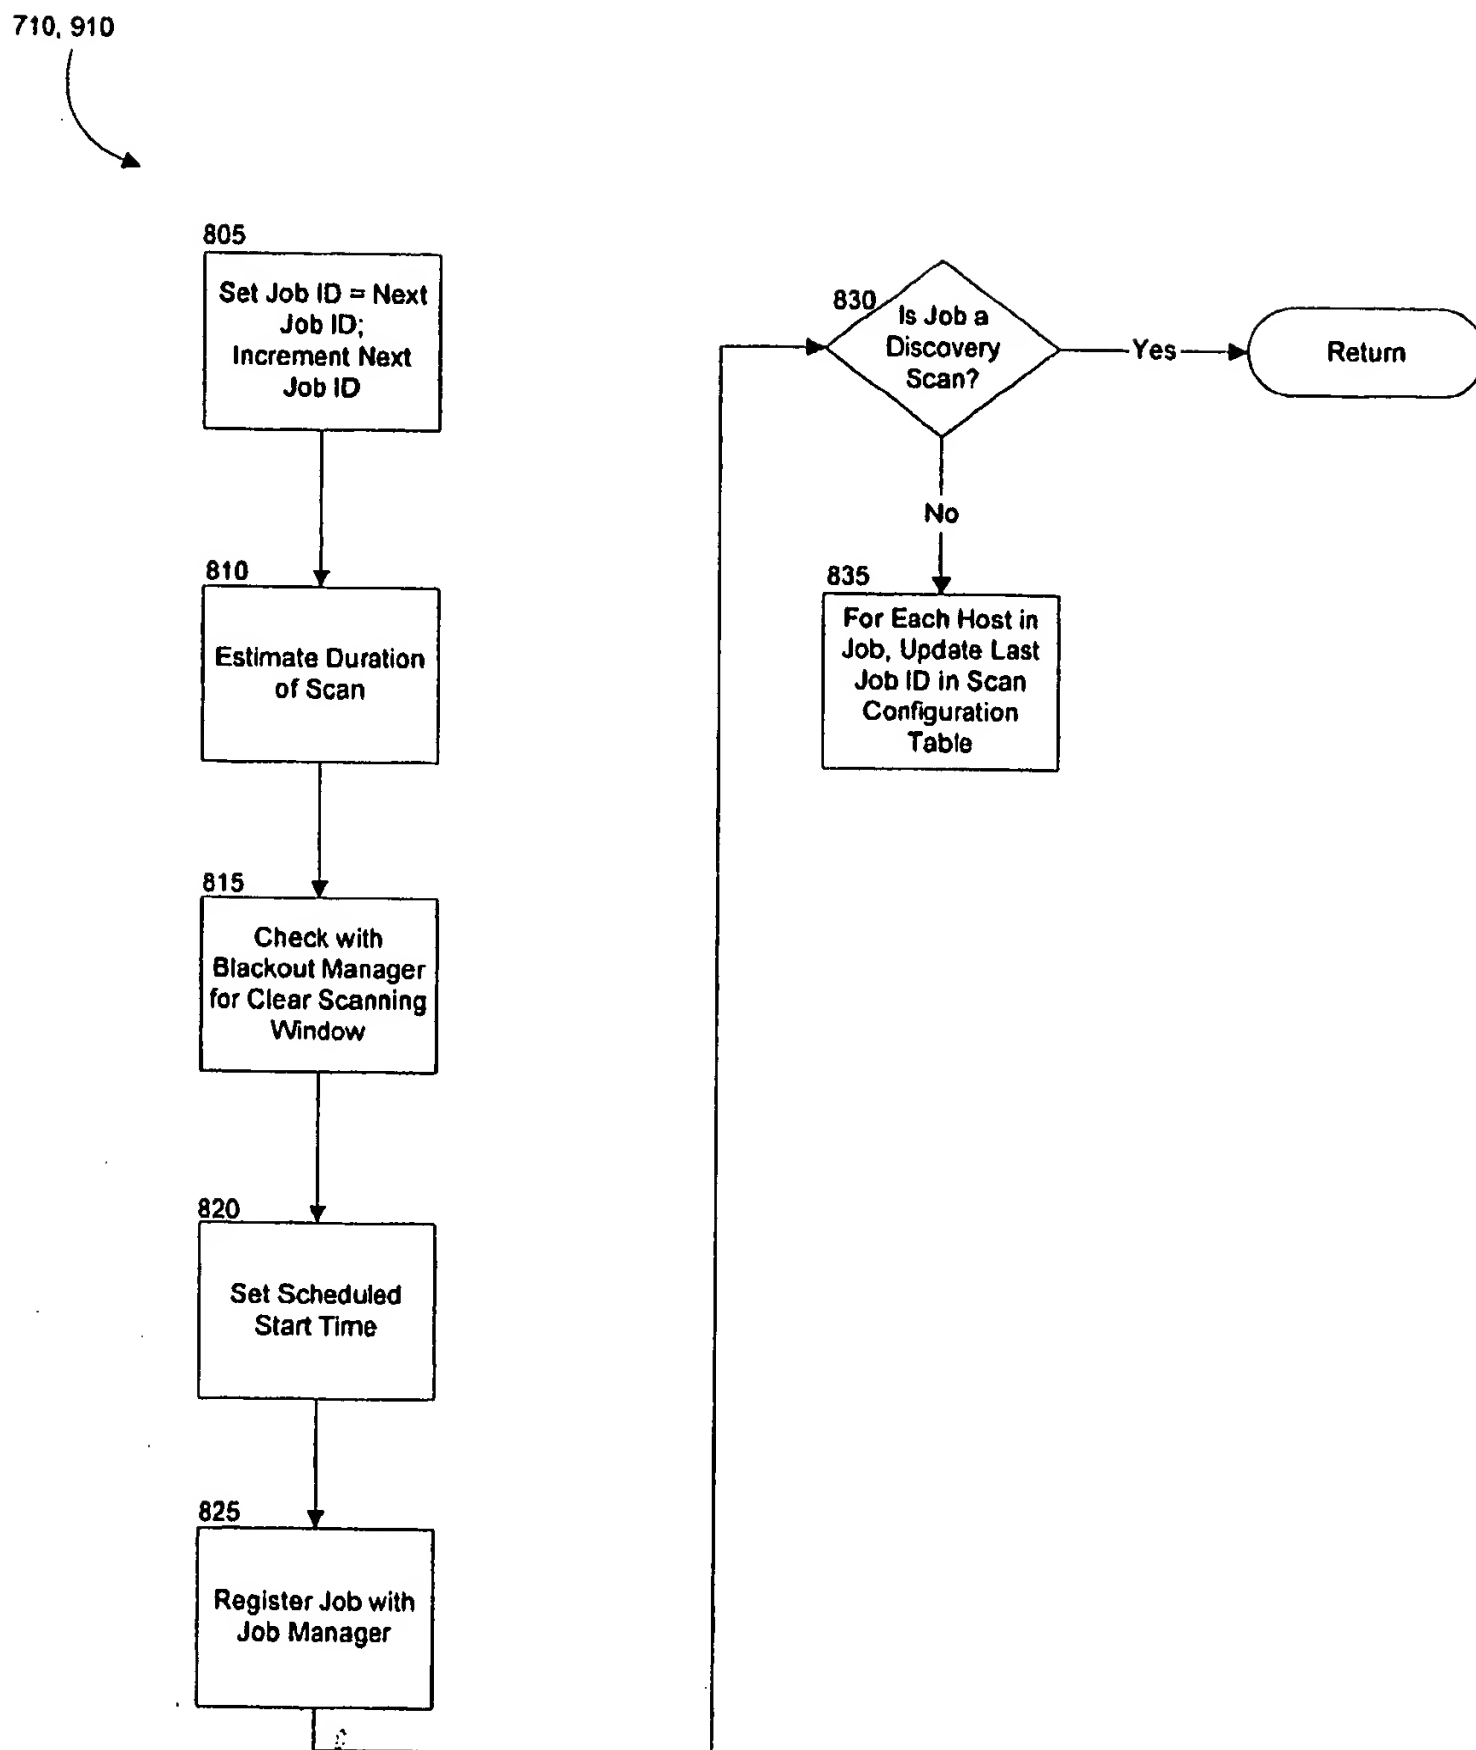 710, 910
805
Set Job ID = Next
Job ID;
Increment Next
Job ID
810
Estimate Duration
of Scan
815
Check with
Blackout Manager
for Clear Scanning
Window
820
Set Scheduled
Start Time
825
Register Job with
Job Manager
830
Is Job a
Discovery
Scan?
Yes
Return
No
835
For Each Host in
Job, Update Last
Job ID in Scan
Configuration
Table